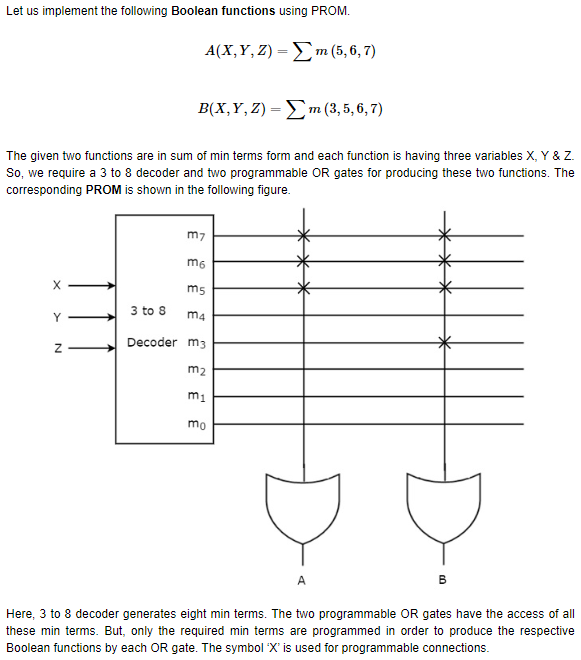 Let us implement the following Boolean functions using PROM.
A(X,Y,Z) = ∑ m (5,6,7)
B(X,Y,Z) = ∑ m (3,5,6,7)
The given two functions are in sum of min terms form and each function is having three variables X, Y & Z.
So, we require a 3 to 8 decoder and two programmable OR gates for producing these two functions. The
corresponding PROM is shown in the following figure.
m₇
m₆
X
m₅
3 to 8
Y
m₄
Decoder
m₃
Z
m₂
m₁
m₀
A
B
Here, 3 to 8 decoder generates eight min terms. The two programmable OR gates have the access of all
these min terms. But, only the required min terms are programmed in order to produce the respective
Boolean functions by each OR gate. The symbol ‘X’ is used for programmable connections.